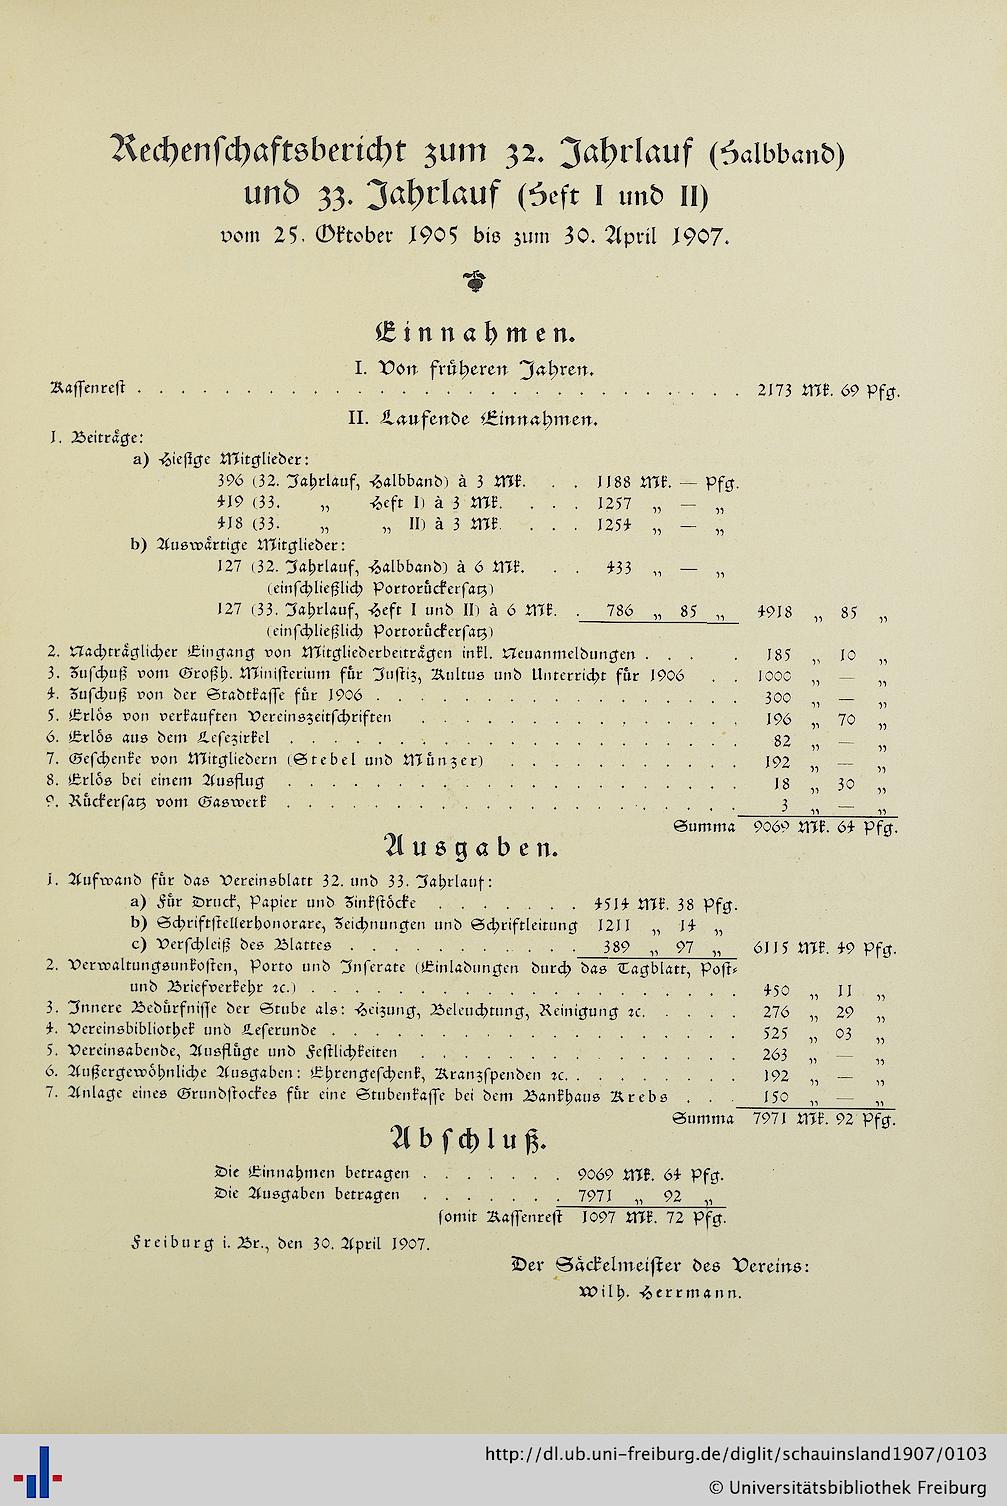 Rechenschaftsbericht zum 32. Jahrlauf (Halbband)
und 33. Jahrlauf (Heft I und II)
vom 25. Oktober 1905 bis zum 30. April 1907.
Einnahmen.
I. Von früheren Jahren.
Kassenrest . . . . . . . . . . . . . . . . . . . . . . . . 2173 Mk. 69 Pfg.
II. Laufende Einnahmen.
1. Beiträge:
a) Hiesige Mitglieder:
396 (32. Jahrlauf, Halbband) à 3 Mk. . . 1188 Mk. — Pfg.
419 (33. „ Heft I) à 3 Mk. . . . 1257 „ — „
418 (33. „ „ II) à 3 Mk. . . . 1254 „ — „
b) Auswärtige Mitglieder:
127 (32. Jahrlauf, Halbband) à 6 Mk. . . 433 „ — „
(einschließlich Portorückersatz)
127 (33. Jahrlauf, Heft I und II) à 6 Mk. . 786 „ 85 „ 4918 „ 85 „
(einschließlich Portorückersatz)
2. Nachträglicher Eingang von Mitgliederbeiträgen inkl. Neuanmeldungen . . . . 185 „ 10 „
3. Zuschuß vom Großh. Ministerium für Justiz, Kultus und Unterricht für 1906 . . 1000 „ — „
4. Zuschuß von der Stadtkasse für 1906 . . . . . . . . . . . . . . 300 „ — „
5. Erlös von verkauften Vereinszeitschriften . . . . . . . . . . . . . 196 „ 70 „
6. Erlös aus dem Lesezirkel . . . . . . . . . . . . . . . . . 82 „ — „
7. Geschenke von Mitgliedern (Stebel und Münzer) . . . . . . . . . 192 „ — „
8. Erlös bei einem Ausflug . . . . . . . . . . . . . . . . . 18 „ 30 „
9. Rückersatz vom Gaswerk . . . . . . . . . . . . . . . . . 3 „ — „
Summa 9069 Mk. 64 Pfg.
Ausgaben.
1. Aufwand für das Vereinsblatt 32. und 33. Jahrlauf:
a) Für Druck, Papier und Zinkstöcke . . . . . . . 4514 Mk. 38 Pfg.
b) Schriftstellerhonorare, Zeichnungen und Schriftleitung 1211 „ 14 „
c) Verschleiß des Blattes . . . . . . . . . . . 389 „ 97 „ 6115 Mk. 49 Pfg.
2. Verwaltungsunkosten, Porto und Inserate (Einladungen durch das Tagblatt, Post-
und Briefverkehr ꝛc.) . . . . . . . . . . . . . . . . . 450 „ 11 „
3. Innere Bedürfnisse der Stube als: Heizung, Beleuchtung, Reinigung ꝛc. . . . . 276 „ 29 „
4. Vereinsbibliothek und Leserunde . . . . . . . . . . . . . . . . 525 „ 03 „
5. Vereinsabende, Ausflüge und Festlichkeiten . . . . . . . . . . . . . 263 „ — „
6. Außergewöhnliche Ausgaben: Ehrengeschenk, Kranzspenden ꝛc. . . . . . . . 192 „ — „
7. Anlage eines Grundstockes für eine Stubenkasse bei dem Bankhaus Krebs . . . 150 „ — „
Summa 7971 Mk. 92 Pfg.
Abschluß.
Die Einnahmen betragen . . . . . . . 9069 Mk. 64 Pfg.
Die Ausgaben betragen . . . . . . . 7971 „ 92 „
somit Kassenrest 1097 Mk. 72 Pfg.
Freiburg i. Br., den 30. April 1907.
Der Säckelmeister des Vereins:
Wilh. Herrmann.
http://dl.ub.uni-freiburg.de/diglit/schauinsland1907/0103
© Universitätsbibliothek Freiburg